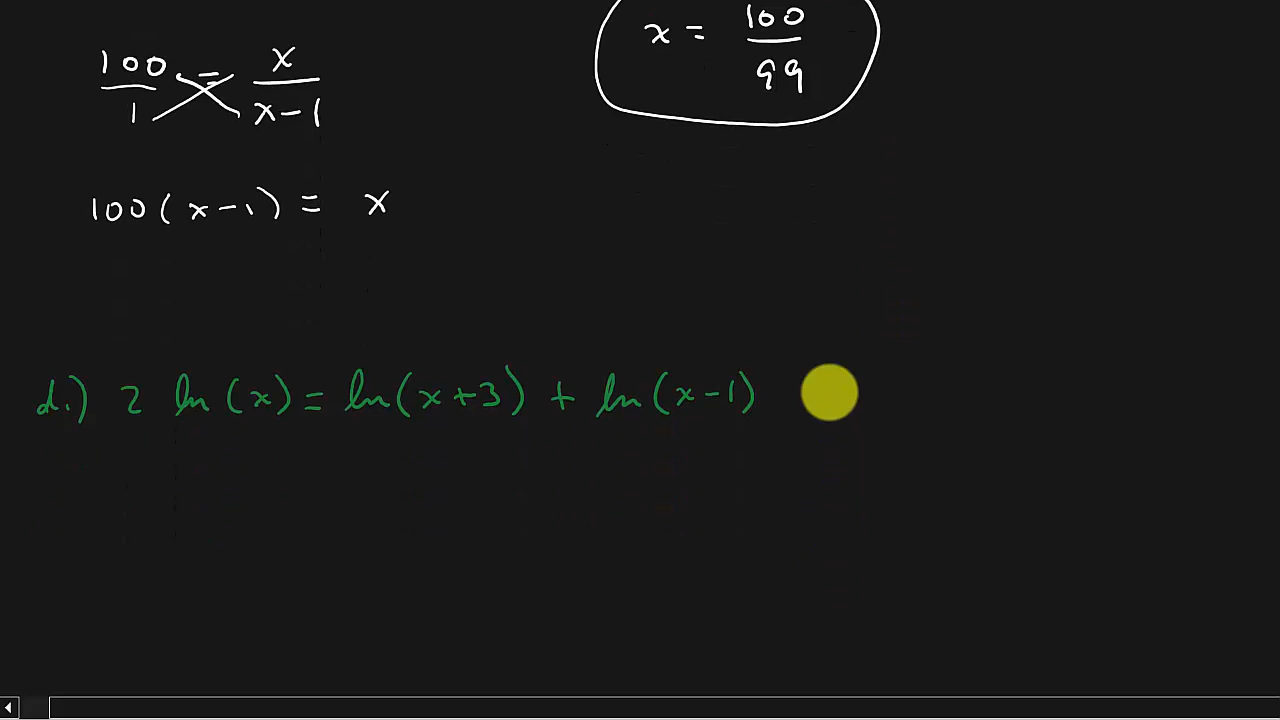 x = 100/99
100/1 = x/x-1
100(x-1) = x
d.) 2 ln(x) = ln(x+3) + ln(x-1)